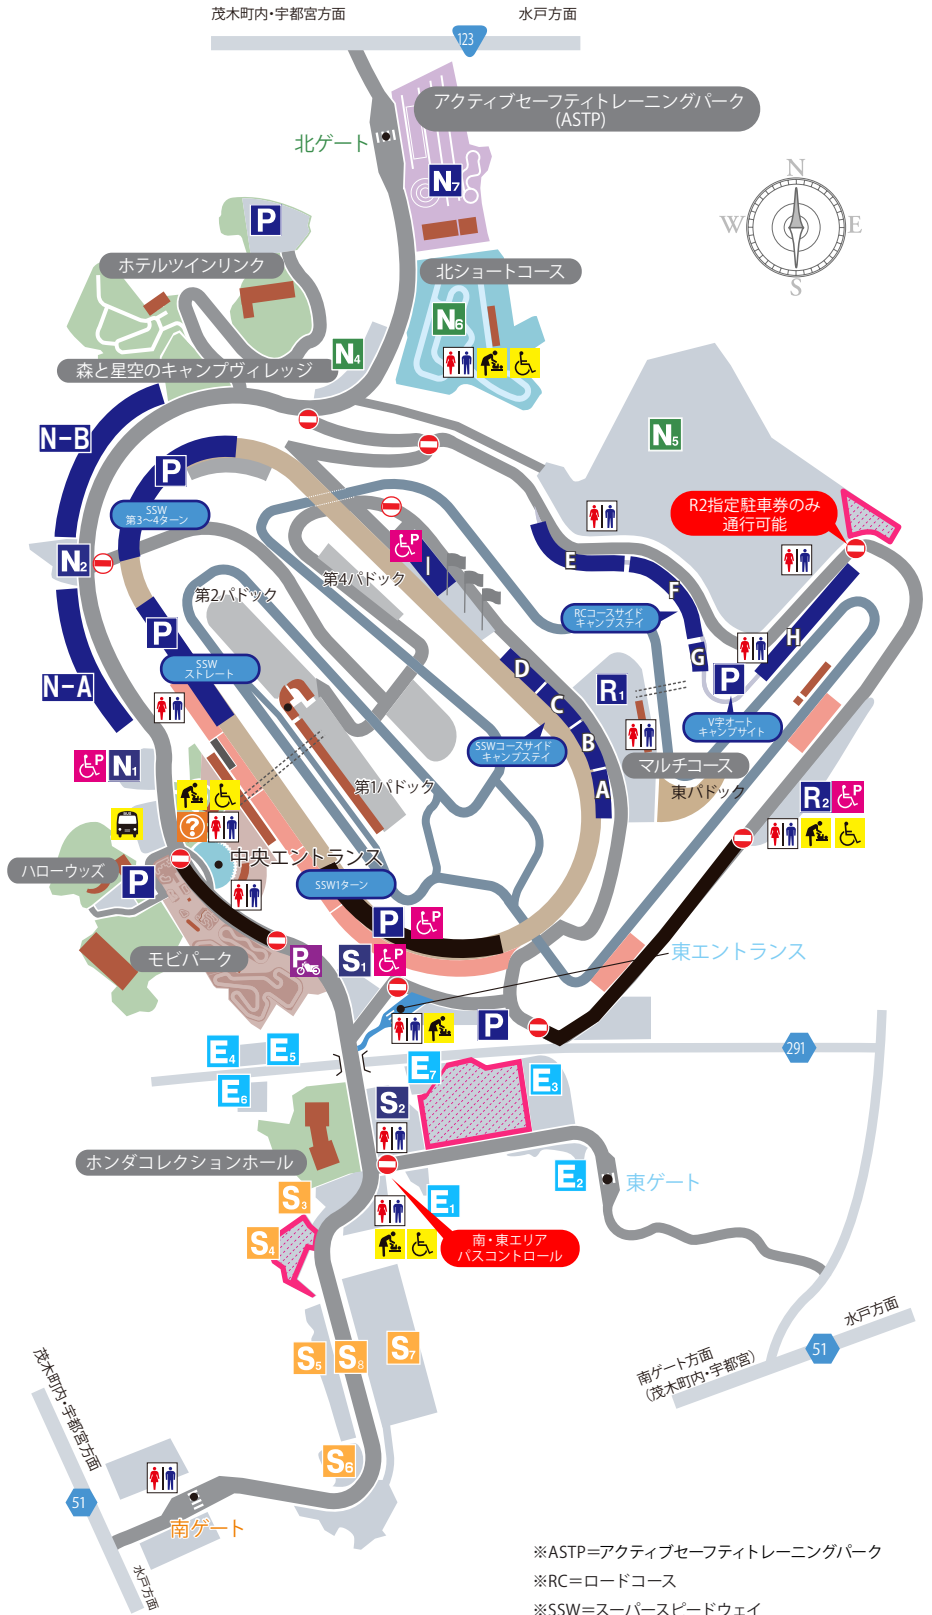 茂木町内・宇都宮方面
水戸方面
123
アクティブセーフティトレーニングパーク
(ASTP)
北ゲート
N7
N
W
E
S
P
ホテルツインリンク
北ショートコース
N6
N4
森と星空のキャンプヴィレッジ
N-B
N5
P
SSW
第3〜4ターン
R2指定駐車券のみ
通行可能
N2
P
I
第4パドック
第2パドック
E
F
RCコースサイド
キャンプステイ
P
H
G
D
SSW
ストレート
N-A
R1
P
C
V字オート
キャンプサイト
SSWコースサイド
キャンプステイ
B
マルチコース
P
N1
第1パドック
A
東パドック
R2
P
?
中央エントランス
ハローウッズ
P
SSW1ターン
P
P
モビパーク
P
S1
P
東エントランス
P
E4
E5
291
E7
E3
E6
S2
ホンダコレクションホール
E2
東ゲート
S3
E1
S4
南・東エリア
パスコントロール
水戸方面
51
南ゲート方面
(茂木町内・宇都宮)
S5
S8
S7
茂木町内・宇都宮方面
S6
51
南ゲート
水戸方面
※ASTP＝アクティブセーフティトレーニングパーク
※RC＝ロードコース
※SSW＝スーパースピードウェイ